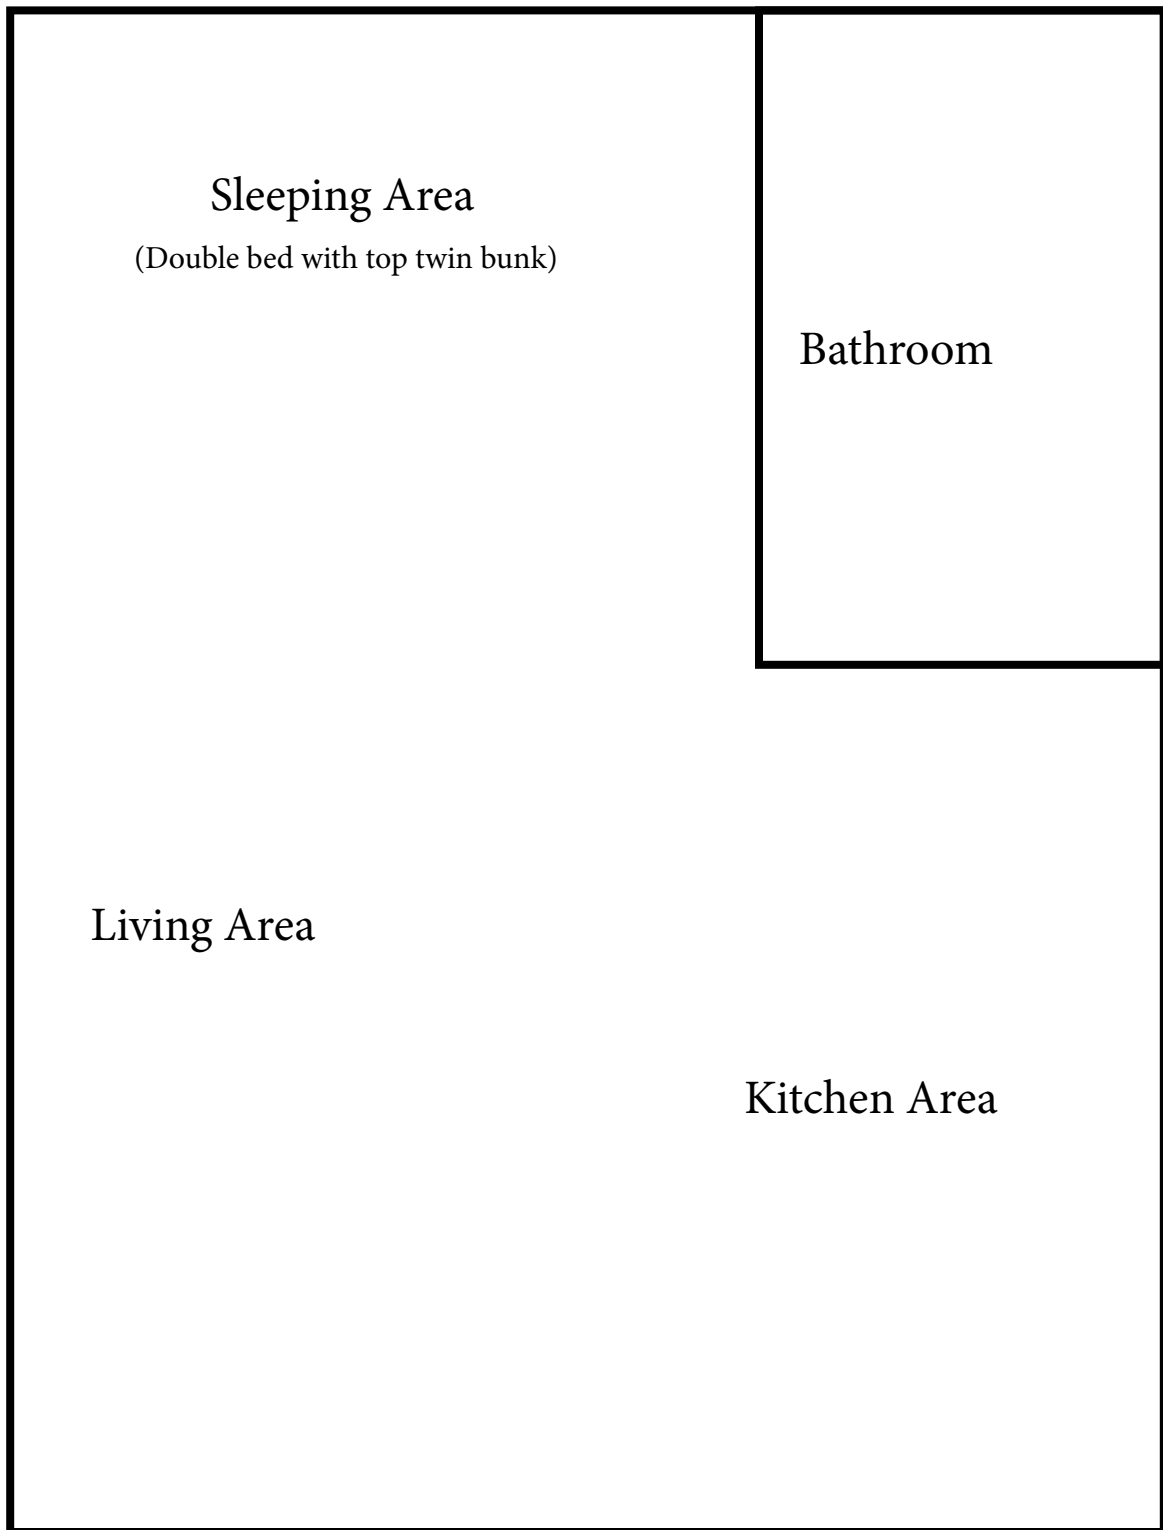 Sleeping Area
(Double bed with top twin bunk)
Bathroom
Living Area
Kitchen Area